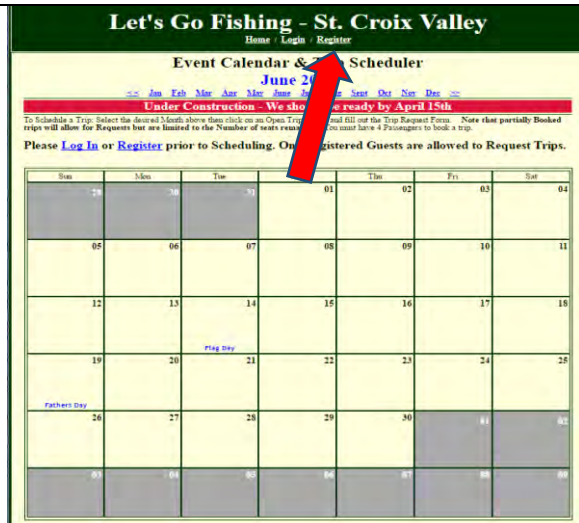 Let's Go Fishing - St. Croix Valley
Home / Login / Register
Event Calendar & Scheduler
June 20
<< Jan Feb Mar Apr May June Sept Oct Nov Dec >>
Under Construction - We sho ready by April 15th
To Schedule a Trip: Select the desired Month above then click on an Open Trip and fill out the Trip Request Form. Note that partially Booked
trips will allow for Requests but are limited to the Number of seats You must have 4 Passengers to book a trip.
Please Log In or Register prior to Scheduling. Guests are allowed to Request Trips.
Sun Mon Tue Thu Fri Sat
29 30 31 01 02 03 04
05 06 07 08 09 10 11
12 13 14 15 16 17 18
Flag Day
19 20 21 22 23 24 25
Fathers Day
26 27 28 29 30 01 02
03 04 05 06 07 08 09